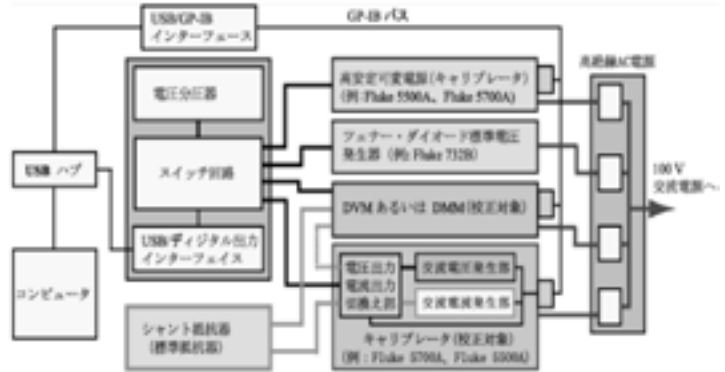 USB/GP-IB
インターフェース
GP-IB バス
高絶縁AC電源
電圧分圧器
高安定可変電源(キャリブレータ)
(例:Fluke 5500A、Fluke 5700A)
スイッチ回路
ツェナー・ダイオード標準電圧
発生器 (例: Fluke 732B)
USB ハブ
100 V
交流電源へ
DVM あるいは DMM (校正対象)
USB/ディジタル出力
インターフェイス
電圧出力
電流出力
切換え部
交流電圧発生部
交流電流発生部
コンピュータ
シャント抵抗器
(標準抵抗器)
キャリブレータ(校正対象)
(例:Fluke 5700A、Fluke 5500A)